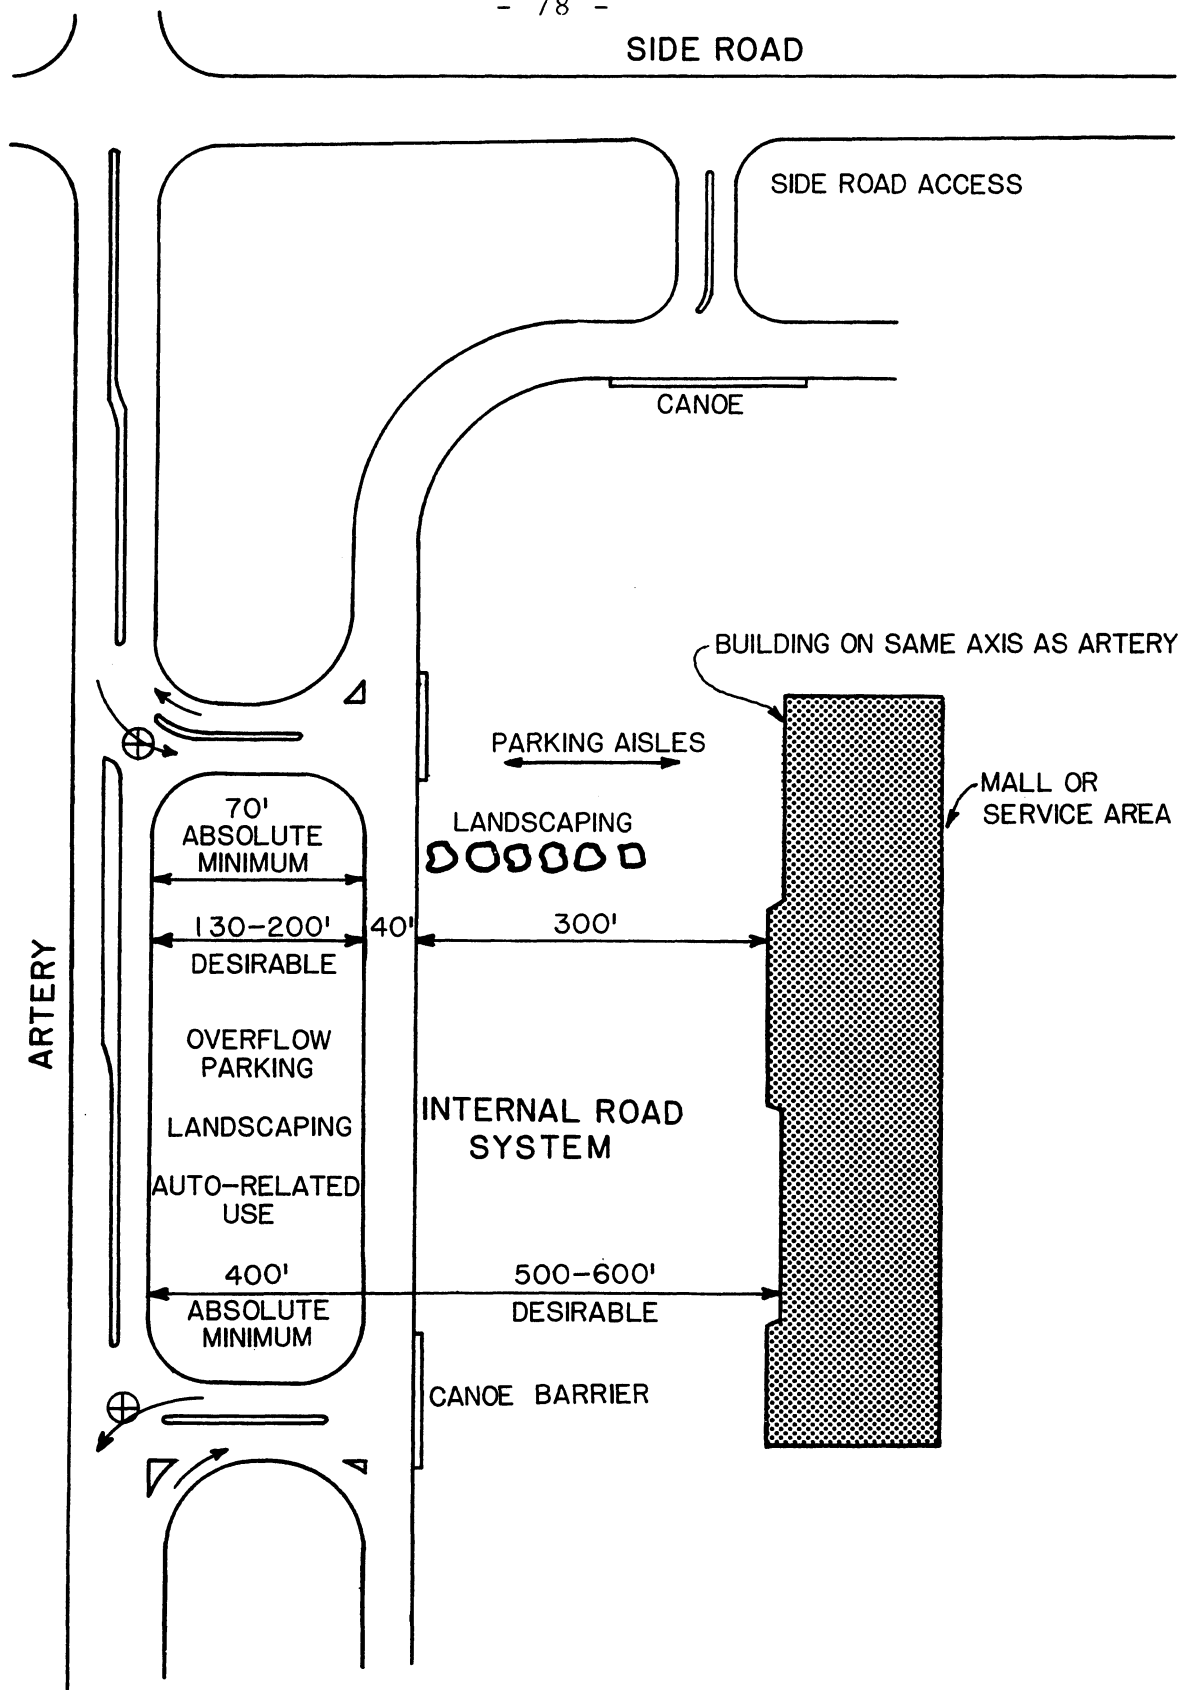 - 78 -
SIDE ROAD
SIDE ROAD ACCESS
CANOE
BUILDING ON SAME AXIS AS ARTERY
PARKING AISLES
MALL OR
SERVICE AREA
70'
ABSOLUTE
MINIMUM
LANDSCAPING
130-200'
DESIRABLE
40'
300'
ARTERY
OVERFLOW
PARKING
LANDSCAPING
AUTO-RELATED
USE
INTERNAL ROAD
SYSTEM
400'
ABSOLUTE
MINIMUM
500-600'
DESIRABLE
CANOE BARRIER